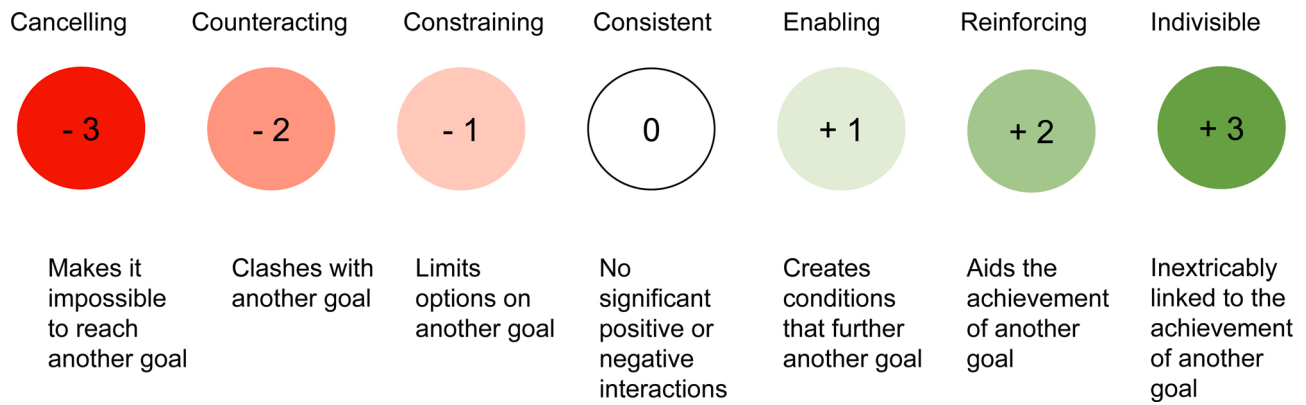 Cancelling
Counteracting
Constraining
Consistent
Enabling
Reinforcing
Indivisible
- 3
- 2
- 1
0
+ 1
+ 2
+ 3
Makes it
impossible
to reach
another goal
Clashes with
another goal
Limits
options on
another goal
No
significant
positive or
negative
interactions
Creates
conditions
that further
another goal
Aids the
achievement
of another
goal
Inextricably
linked to the
achievement
of another
goal